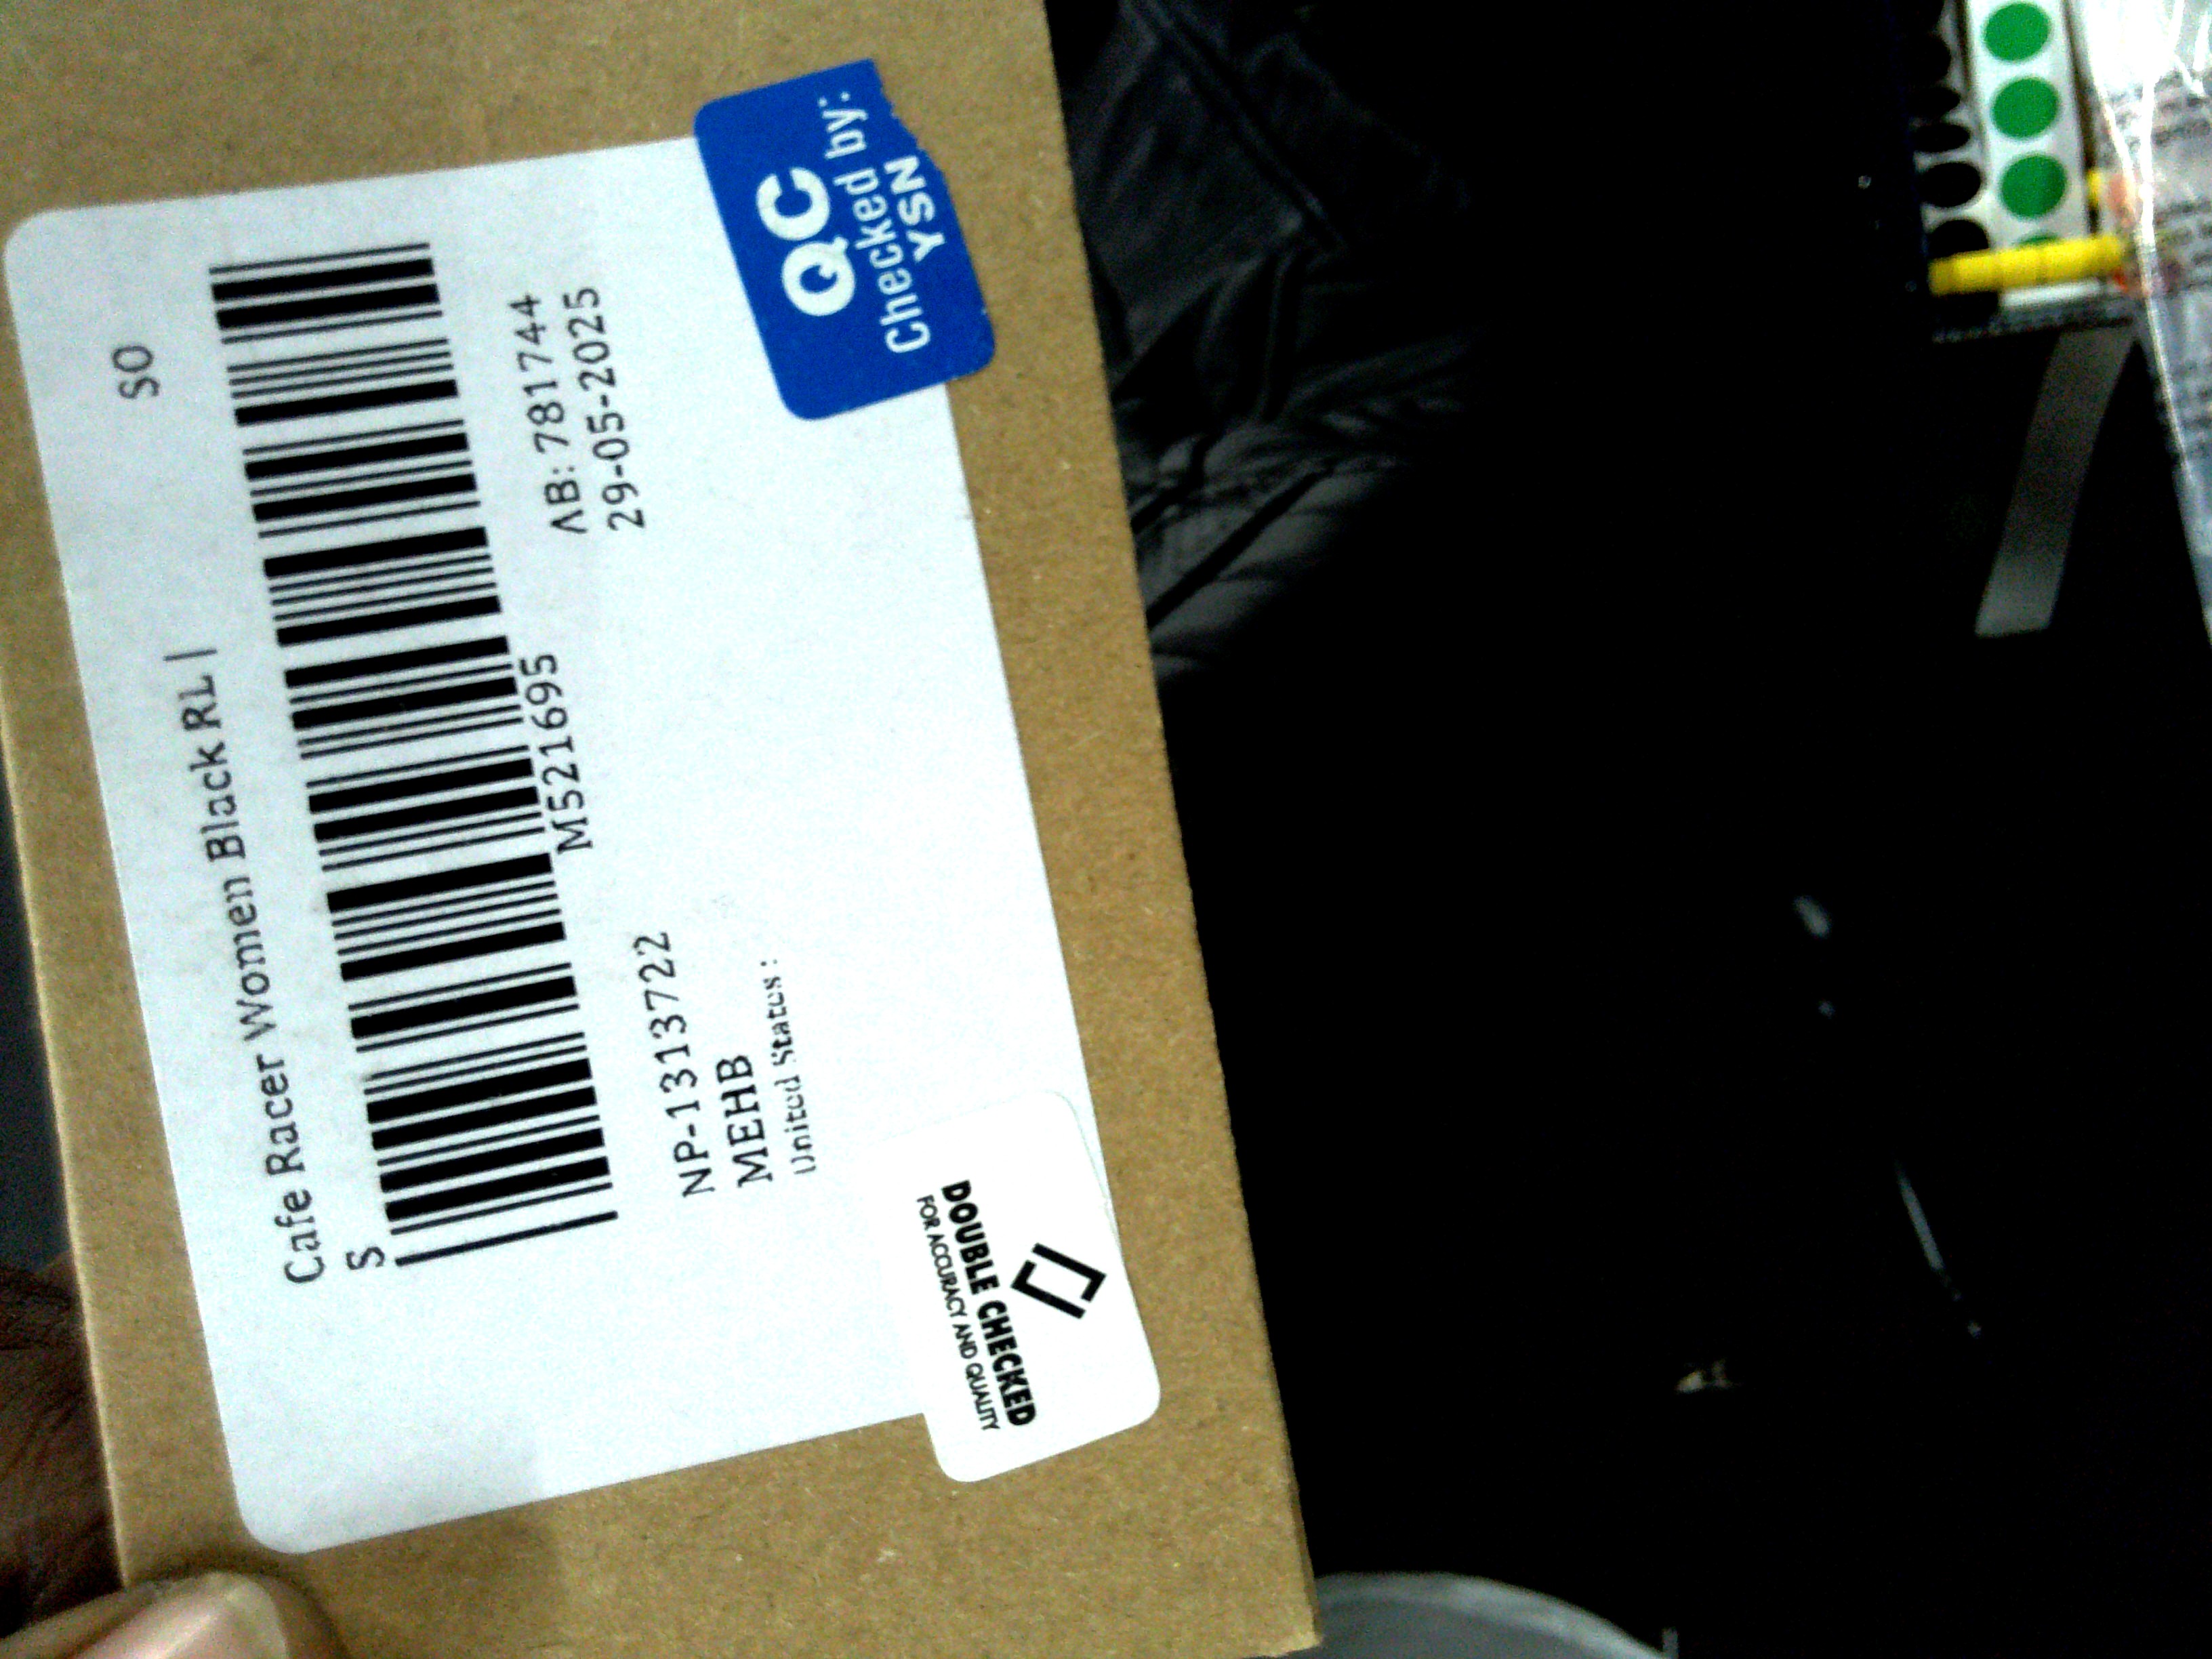 SO
Cafe Racer Women Black RL |
S
M521695
AB: 781744
29-05-2025
NP-1313722
MEHB
United States :
QC
Checked by:
YSN
DOUBLE CHECKED
FOR ACCURACY AND QUALITY